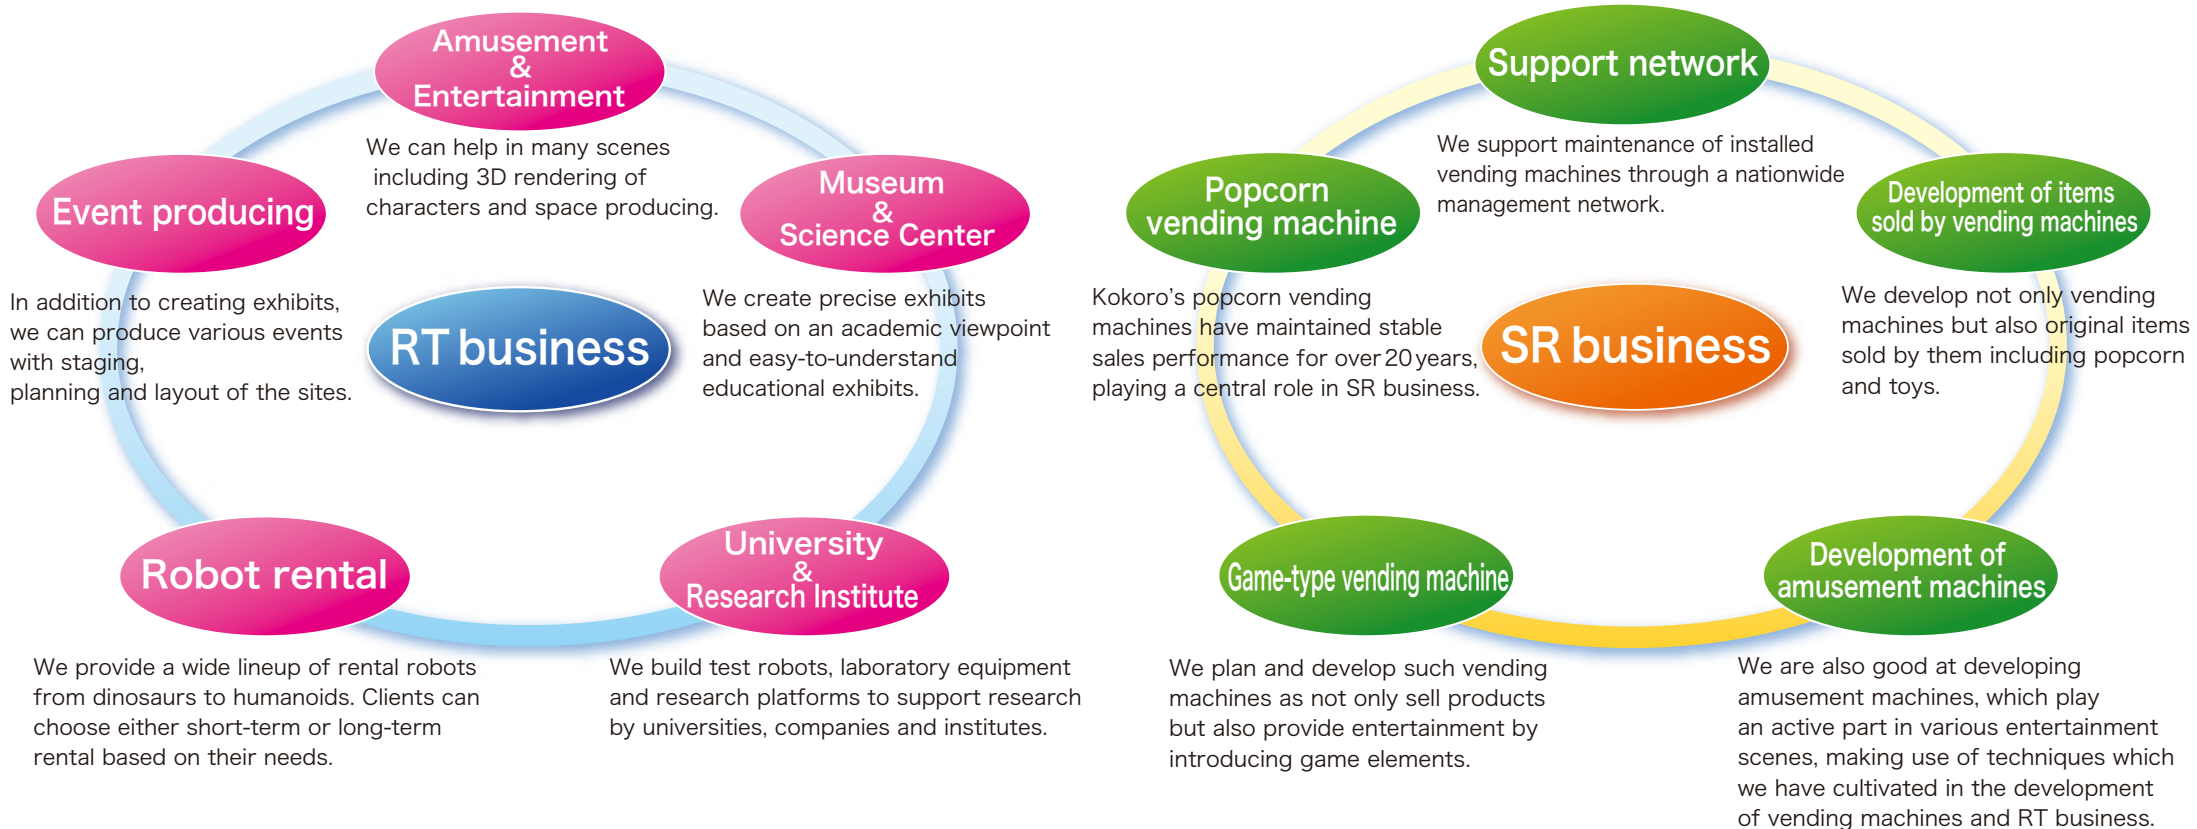 Amusement
&
Entertainment
We can help in many scenes
including 3D rendering of
characters and space producing.
Event producing
In addition to creating exhibits,
we can produce various events
with staging,
planning and layout of the sites.
Museum
&
Science Center
We create precise exhibits
based on an academic viewpoint
and easy-to-understand
educational exhibits.
RT business
Robot rental
We provide a wide lineup of rental robots
from dinosaurs to humanoids. Clients can
choose either short-term or long-term
rental based on their needs.
University
&
Research Institute
We build test robots, laboratory equipment
and research platforms to support research
by universities, companies and institutes.
Support network
We support maintenance of installed
vending machines through a nationwide
management network.
Popcorn
vending machine
Kokoro's popcorn vending
machines have maintained stable
sales performance for over 20 years,
playing a central role in SR business.
Development of items
sold by vending machines
We develop not only vending
machines but also original items
sold by them including popcorn
and toys.
SR business
Game-type vending machine
We plan and develop such vending
machines as not only sell products
but also provide entertainment by
introducing game elements.
Development of
amusement machines
We are also good at developing
amusement machines, which play
an active part in various entertainment
scenes, making use of techniques which
we have cultivated in the development
of vending machines and RT business.